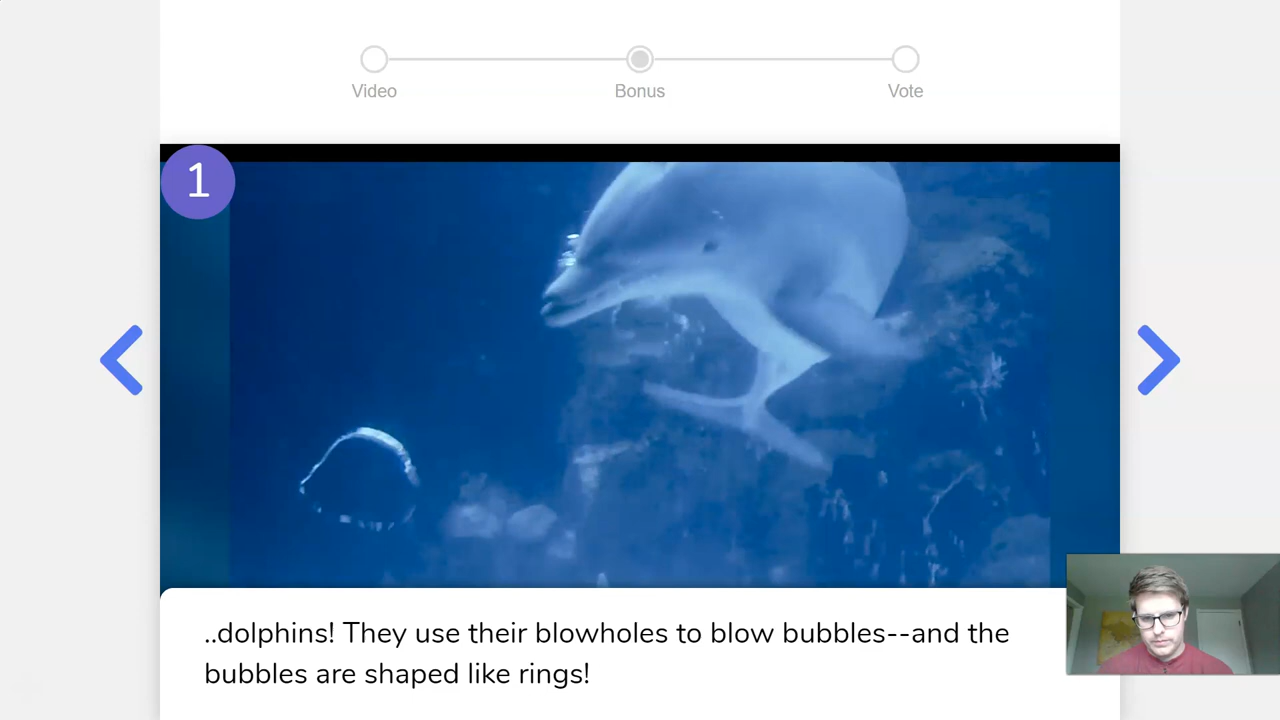 Video
Bonus
Vote
1
..dolphins! They use their blowholes to blow bubbles--and the
bubbles are shaped like rings!